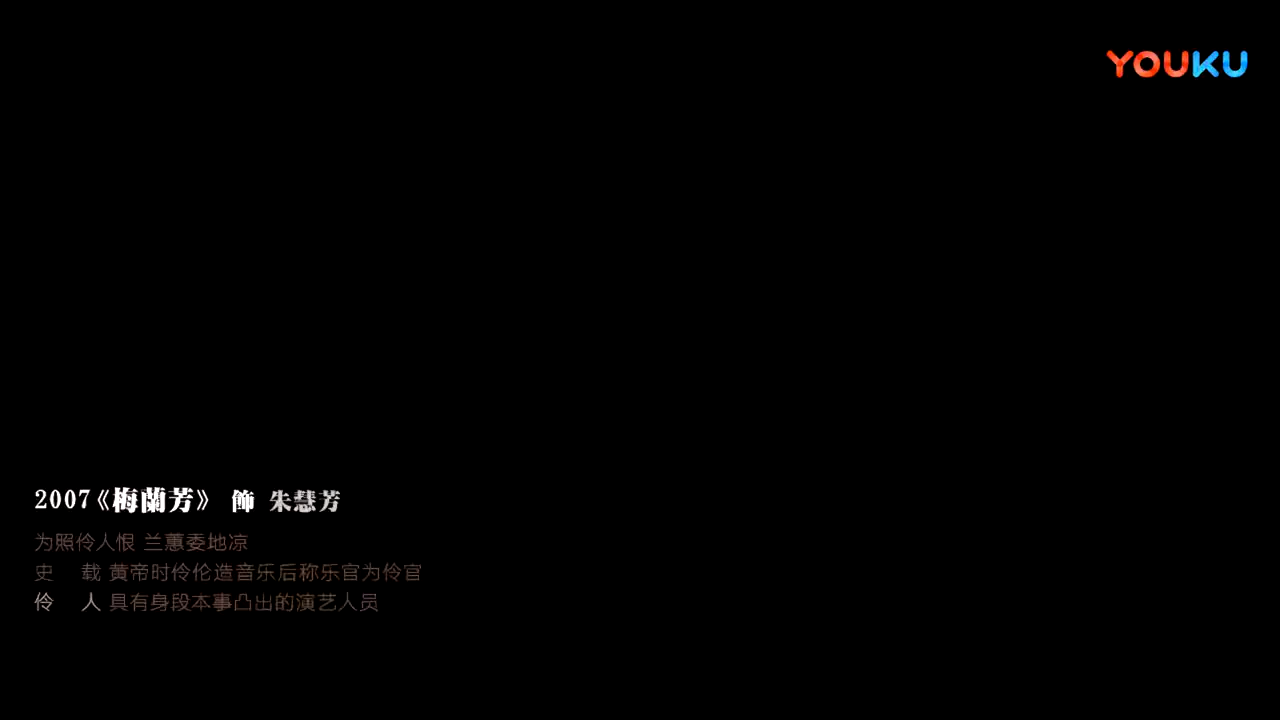 YOUKU
2007《梅蘭芳》 飾 朱慧芳
为照伶人恨 兰蕙委地凉
史 载 黄帝时伶伦造音乐后称乐官为伶官
伶 人 具有身段本事凸出的演艺人员